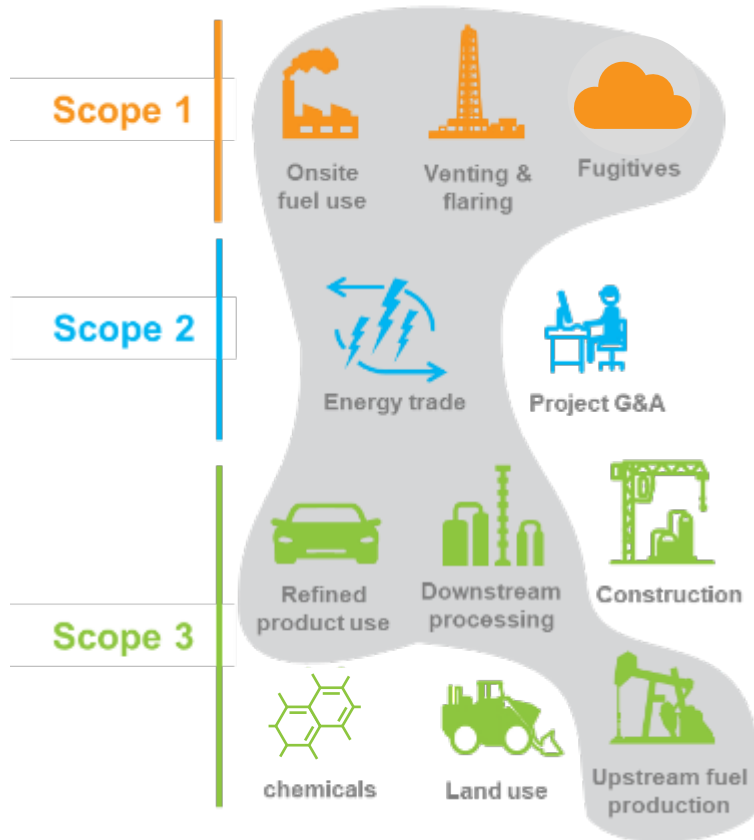 Scope 1
Onsite
fuel use
Venting &
flaring
Fugitives
Scope 2
Energy trade
Project G&A
Scope 3
Refined
product use
Downstream
processing
Construction
chemicals
Land use
Upstream fuel
production